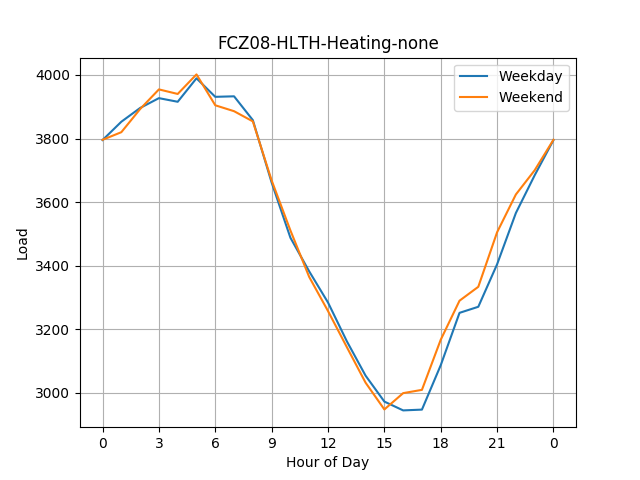 FCZ08-HLTH-Heating-none
Weekday
Weekend
4000
3800
3600
3400
3200
3000
Load
0 3 6 9 12 15 18 21 0
Hour of Day